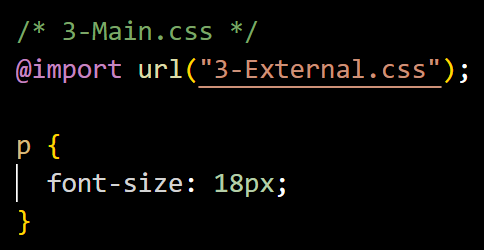 /* 3-Main.css */
@import url("3-External.css");
p {
font-size: 18px;
}